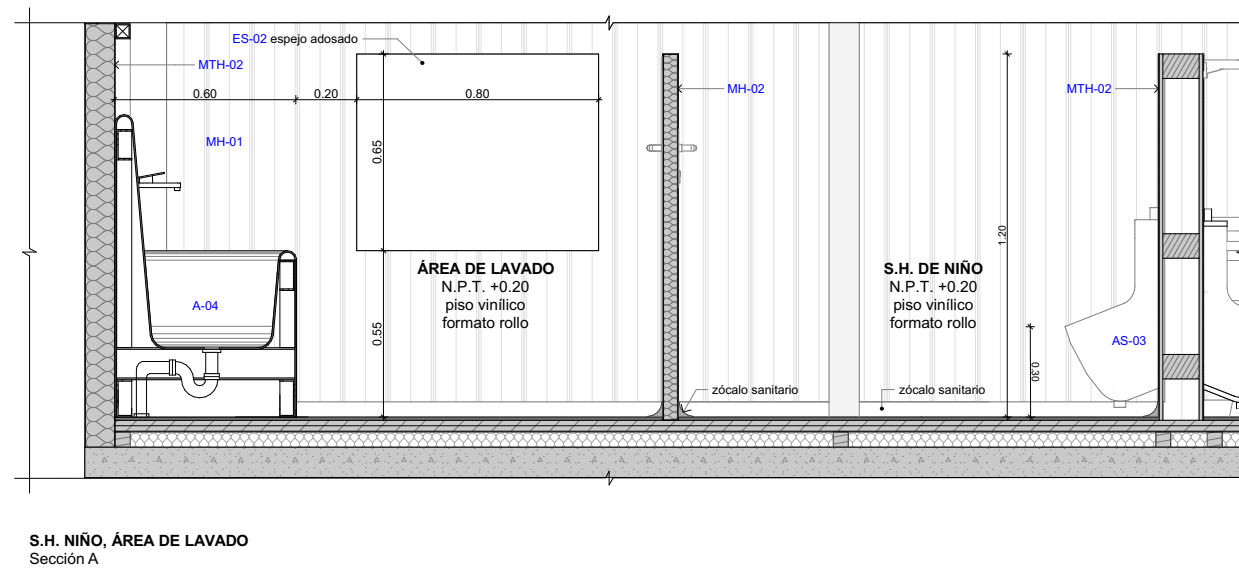 ES-02 espejo adosado
MTH-02
0.60
0.20
0.80
MH-02
MTH-02
MH-01
0.65
1.20
ÁREA DE LAVADO
N.P.T. +0.20
piso vinílico
formato rollo
S.H. DE NIÑO
N.P.T. +0.20
piso vinílico
formato rollo
A-04
0.55
AS-03
0.30
zócalo sanitario
zócalo sanitario
S.H. NIÑO, ÁREA DE LAVADO
Sección A